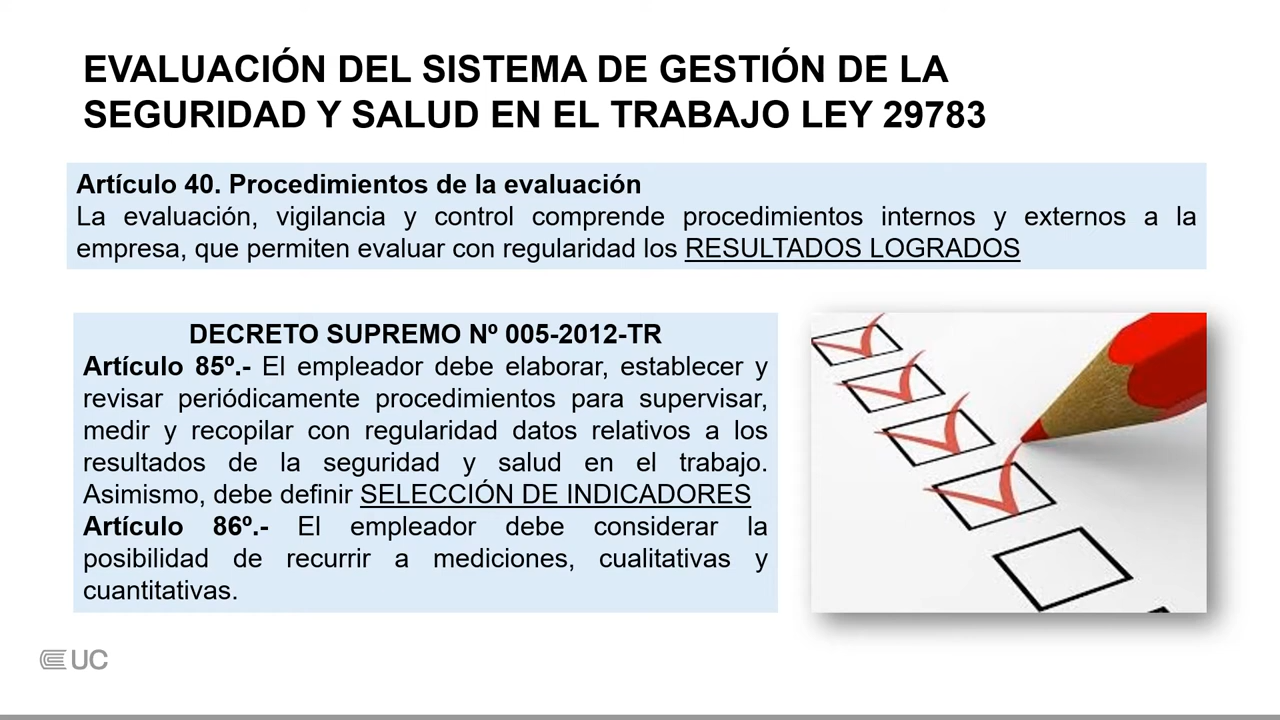 EVALUACIÓN DEL SISTEMA DE GESTIÓN DE LA
SEGURIDAD Y SALUD EN EL TRABAJO LEY 29783
Artículo 40. Procedimientos de la evaluación
La evaluación, vigilancia y control comprende procedimientos internos y externos a la
empresa, que permiten evaluar con regularidad los RESULTADOS LOGRADOS
DECRETO SUPREMO Nº 005-2012-TR
Artículo 85º.- El empleador debe elaborar, establecer y
revisar periódicamente procedimientos para supervisar,
medir y recopilar con regularidad datos relativos a los
resultados de la seguridad y salud en el trabajo.
Asimismo, debe definir SELECCIÓN DE INDICADORES
Artículo 86º.- El empleador debe considerar la
posibilidad de recurrir a mediciones, cualitativas y
cuantitativas.
UC